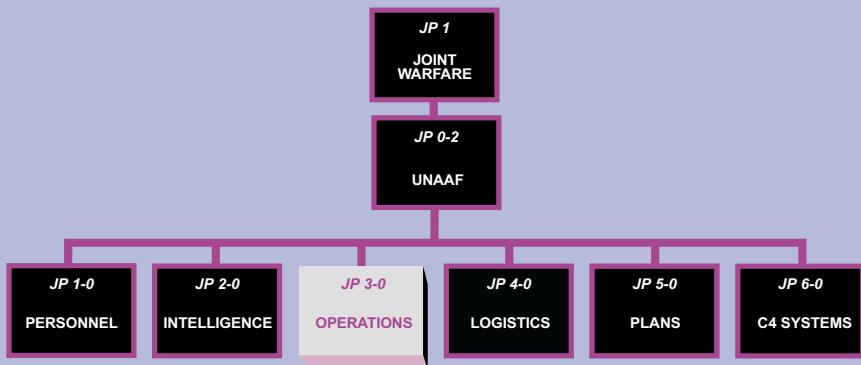 JP 1
JOINT
WARFARE
JP 0-2
UNAAF
JP 1-0
PERSONNEL
JP 2-0
INTELLIGENCE
JP 3-0
OPERATIONS
JP 4-0
LOGISTICS
JP 5-0
PLANS
JP 6-0
C4 SYSTEMS